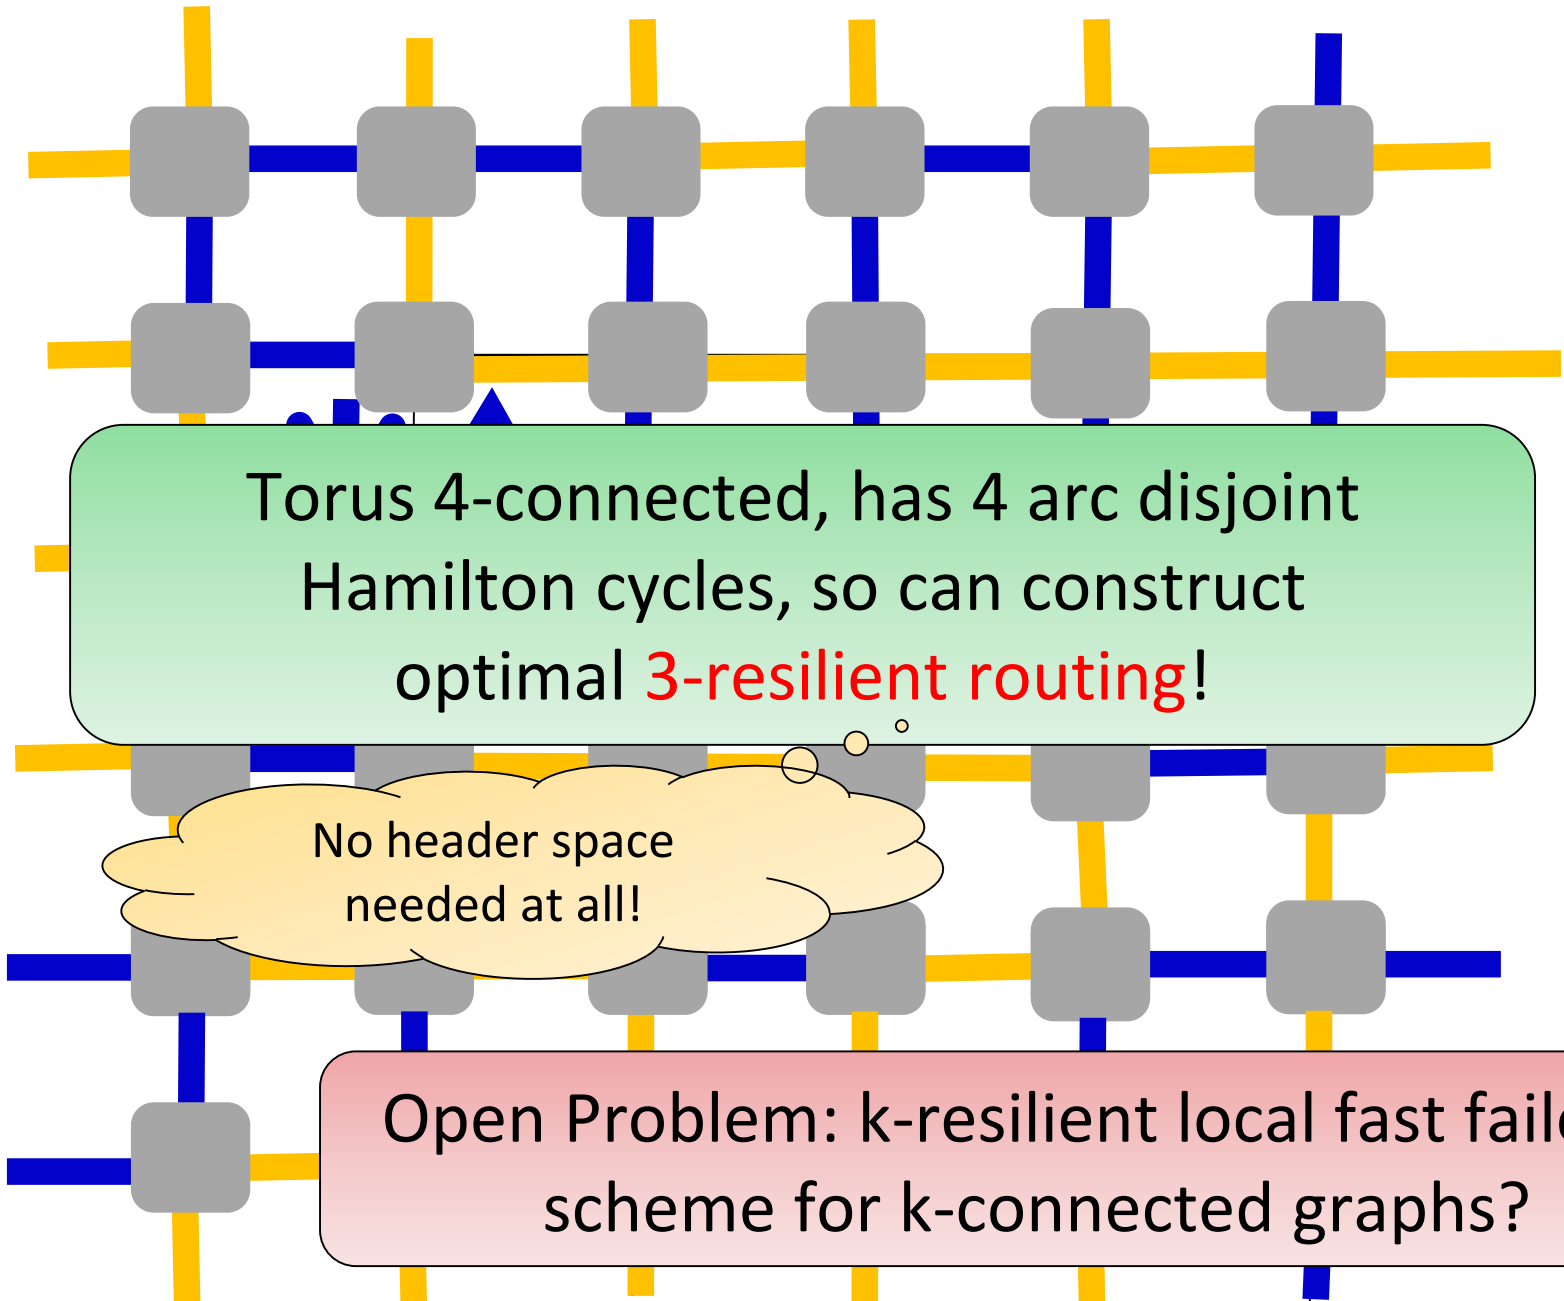 Torus 4-connected, has 4 arc disjoint
Hamilton cycles, so can construct
optimal 3-resilient routing!
No header space
needed at all!
Open Problem: k-resilient local fast
scheme for k-connected graphs?